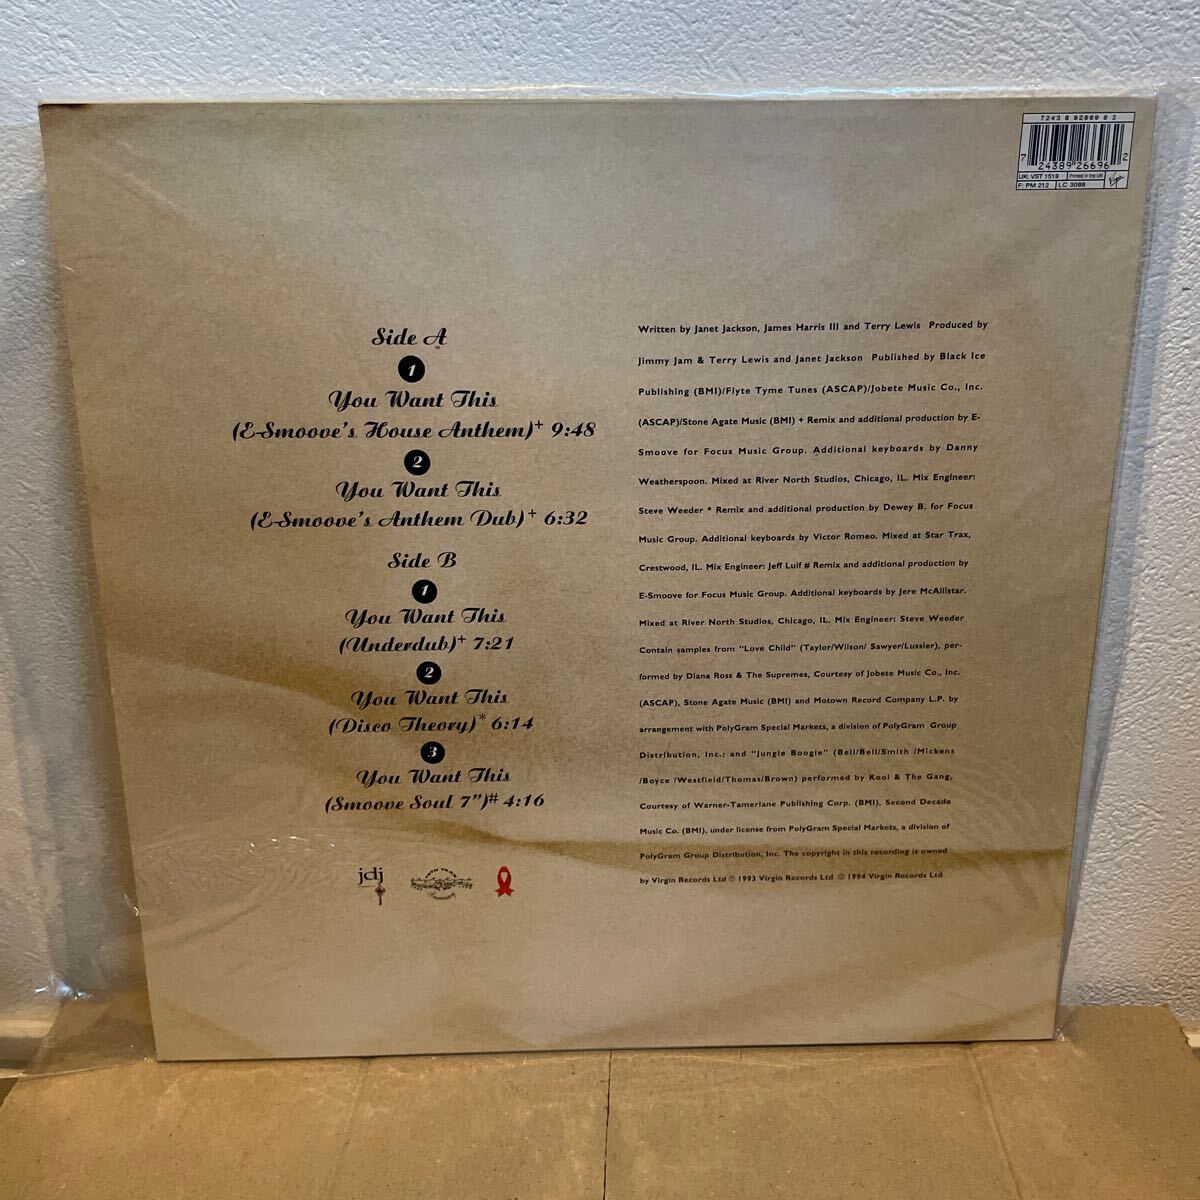 7243 8 92669 6 2
7 24389 26696 2
UK: VST 1519 Printed in the UK
F: PM 212 LC 3098 Virgin
Side A
1
You Want This
(E-Smoove's House Anthem)+ 9:48
2
You Want This
(E-Smoove's Anthem Dub)+ 6:32
Side B
1
You Want This
(Underdub)+ 7:21
2
You Want This
(Disco Theory)* 6:14
3
You Want This
(Smoove Soul 7")# 4:16
jdj
Written by Janet Jackson, James Harris III and Terry Lewis Produced by
Jimmy Jam & Terry Lewis and Janet Jackson Published by Black Ice
Publishing (BMI)/Flyte Tyme Tunes (ASCAP)/Jobete Music Co., Inc.
(ASCAP)/Stone Agate Music (BMI) + Remix and additional production by E-
Smoove for Focus Music Group. Additional keyboards by Danny
Weatherspoon. Mixed at River North Studios, Chicago, IL. Mix Engineer:
Steve Weeder * Remix and additional production by Dewey B. for Focus
Music Group. Additional keyboards by Victor Romeo. Mixed at Star Trax,
Crestwood, IL. Mix Engineer: Jeff Luif # Remix and additional production by
E-Smoove for Focus Music Group. Additional keyboards by Jere McAllistar.
Mixed at River North Studios, Chicago, IL. Mix Engineer: Steve Weeder
Contain samples from "Love Child" (Taylor/Wilson/ Sawyer/Lussier), per-
formed by Diana Ross & The Supremes, Courtesy of Jobete Music Co., Inc.
(ASCAP), Stone Agate Music (BMI) and Motown Record Company L.P. by
arrangement with PolyGram Special Markets, a division of PolyGram Group
Distribution, Inc.; and "Jungle Boogie" (Bell/Bell/Smith /Mickens
/Boyce /Westfield/Thomas/Brown) performed by Kool & The Gang,
Courtesy of Warner-Tamerlane Publishing Corp. (BMI), Second Decade
Music Co. (BMI), under license from PolyGram Special Markets, a division of
PolyGram Group Distribution, Inc. The copyright in this recording is owned
by Virgin Records Ltd ℗ 1993 Virgin Records Ltd © 1994 Virgin Records Ltd